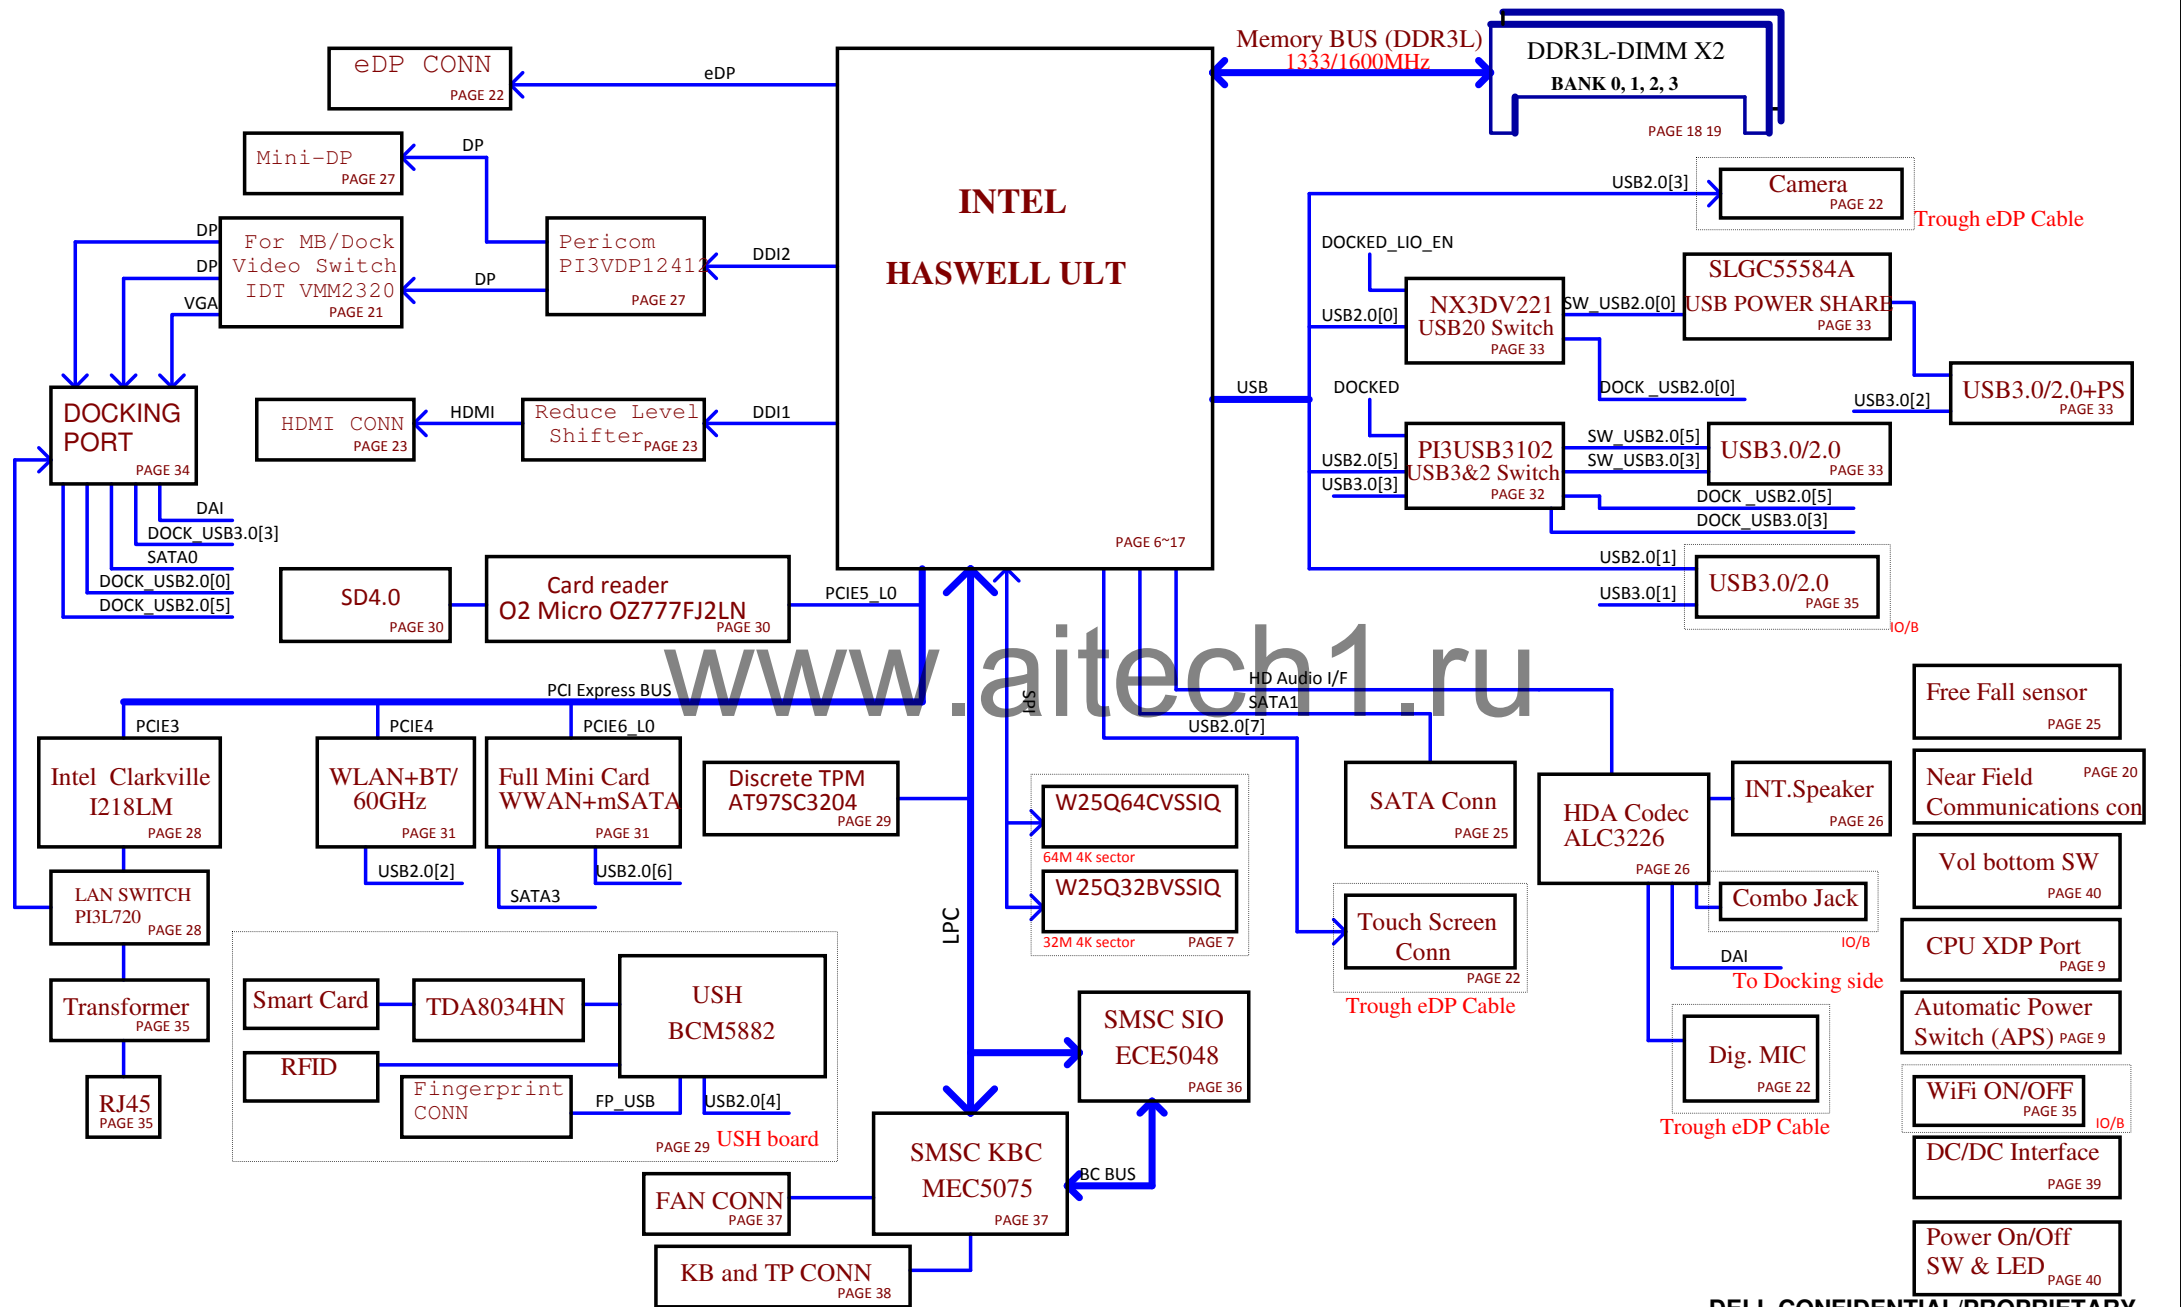 eDP CONN
PAGE 22
eDP
Memory BUS (DDR3L)
1333/1600MHz
DDR3L-DIMM X2
BANK 0, 1, 2, 3
PAGE 18 19
Mini-DP
PAGE 27
DP
INTEL
HASWELL ULT
PAGE 6~17
USB2.0[3]
Camera
PAGE 22
Trough eDP Cable
DP
DP
VGA
For MB/Dock
Video Switch
IDT VMM2320
PAGE 21
DP
Pericom
PI3VDP12412
PAGE 27
DDI2
DOCKED_LIO_EN
USB2.0[0]
NX3DV221
USB20 Switch
PAGE 33
SW_USB2.0[0]
SLGC55584A
USB POWER SHARE
PAGE 33
DOCK _USB2.0[0]
USB3.0[2]
USB3.0/2.0+PS
PAGE 33
USB
DOCKED
DOCKING
PORT
PAGE 34
HDMI CONN
PAGE 23
HDMI
Reduce Level
Shifter
PAGE 23
DDI1
USB2.0[5]
USB3.0[3]
PI3USB3102
USB3&2 Switch
PAGE 32
SW_USB2.0[5]
SW_USB3.0[3]
USB3.0/2.0
PAGE 33
DOCK _USB2.0[5]
DOCK_USB3.0[3]
DAI
DOCK_USB3.0[3]
SATA0
DOCK_USB2.0[0]
DOCK_USB2.0[5]
USB2.0[1]
USB3.0[1]
USB3.0/2.0
PAGE 35
IO/B
SD4.0
PAGE 30
Card reader
O2 Micro OZ777FJ2LN
PAGE 30
PCIE5_L0
www.aitech1.ru
PCI Express BUS
SPI
HD Audio I/F
SATA1
USB2.0[7]
PCIE3
PCIE4
PCIE6_L0
Intel Clarkville
I218LM
PAGE 28
WLAN+BT/
60GHz
PAGE 31
Full Mini Card
WWAN+mSATA
PAGE 31
USB2.0[2]
SATA3
USB2.0[6]
Discrete TPM
AT97SC3204
PAGE 29
W25Q64CVSSIQ
64M 4K sector
W25Q32BVSSIQ
32M 4K sector
PAGE 7
SATA Conn
PAGE 25
HDA Codec
ALC3226
PAGE 26
INT.Speaker
PAGE 26
Combo Jack
IO/B
DAI
To Docking side
LAN SWITCH
PI3L720
PAGE 28
LPC
Touch Screen
Conn
PAGE 22
Trough eDP Cable
Dig. MIC
PAGE 22
Trough eDP Cable
Transformer
PAGE 35
RJ45
PAGE 35
Smart Card
TDA8034HN
USH
BCM5882
RFID
Fingerprint
CONN
FP_USB
USB2.0[4]
PAGE 29
USH board
SMSC SIO
ECE5048
PAGE 36
SMSC KBC
MEC5075
PAGE 37
BC BUS
FAN CONN
PAGE 37
KB and TP CONN
PAGE 38
Free Fall sensor
PAGE 25
Near Field
PAGE 20
Communications con
Vol bottom SW
PAGE 40
CPU XDP Port
PAGE 9
Automatic Power
Switch (APS)
PAGE 9
WiFi ON/OFF
PAGE 35
IO/B
DC/DC Interface
PAGE 39
Power On/Off
SW & LED
PAGE 40
DELL CONFIDENTIAL/PROPRIETARY